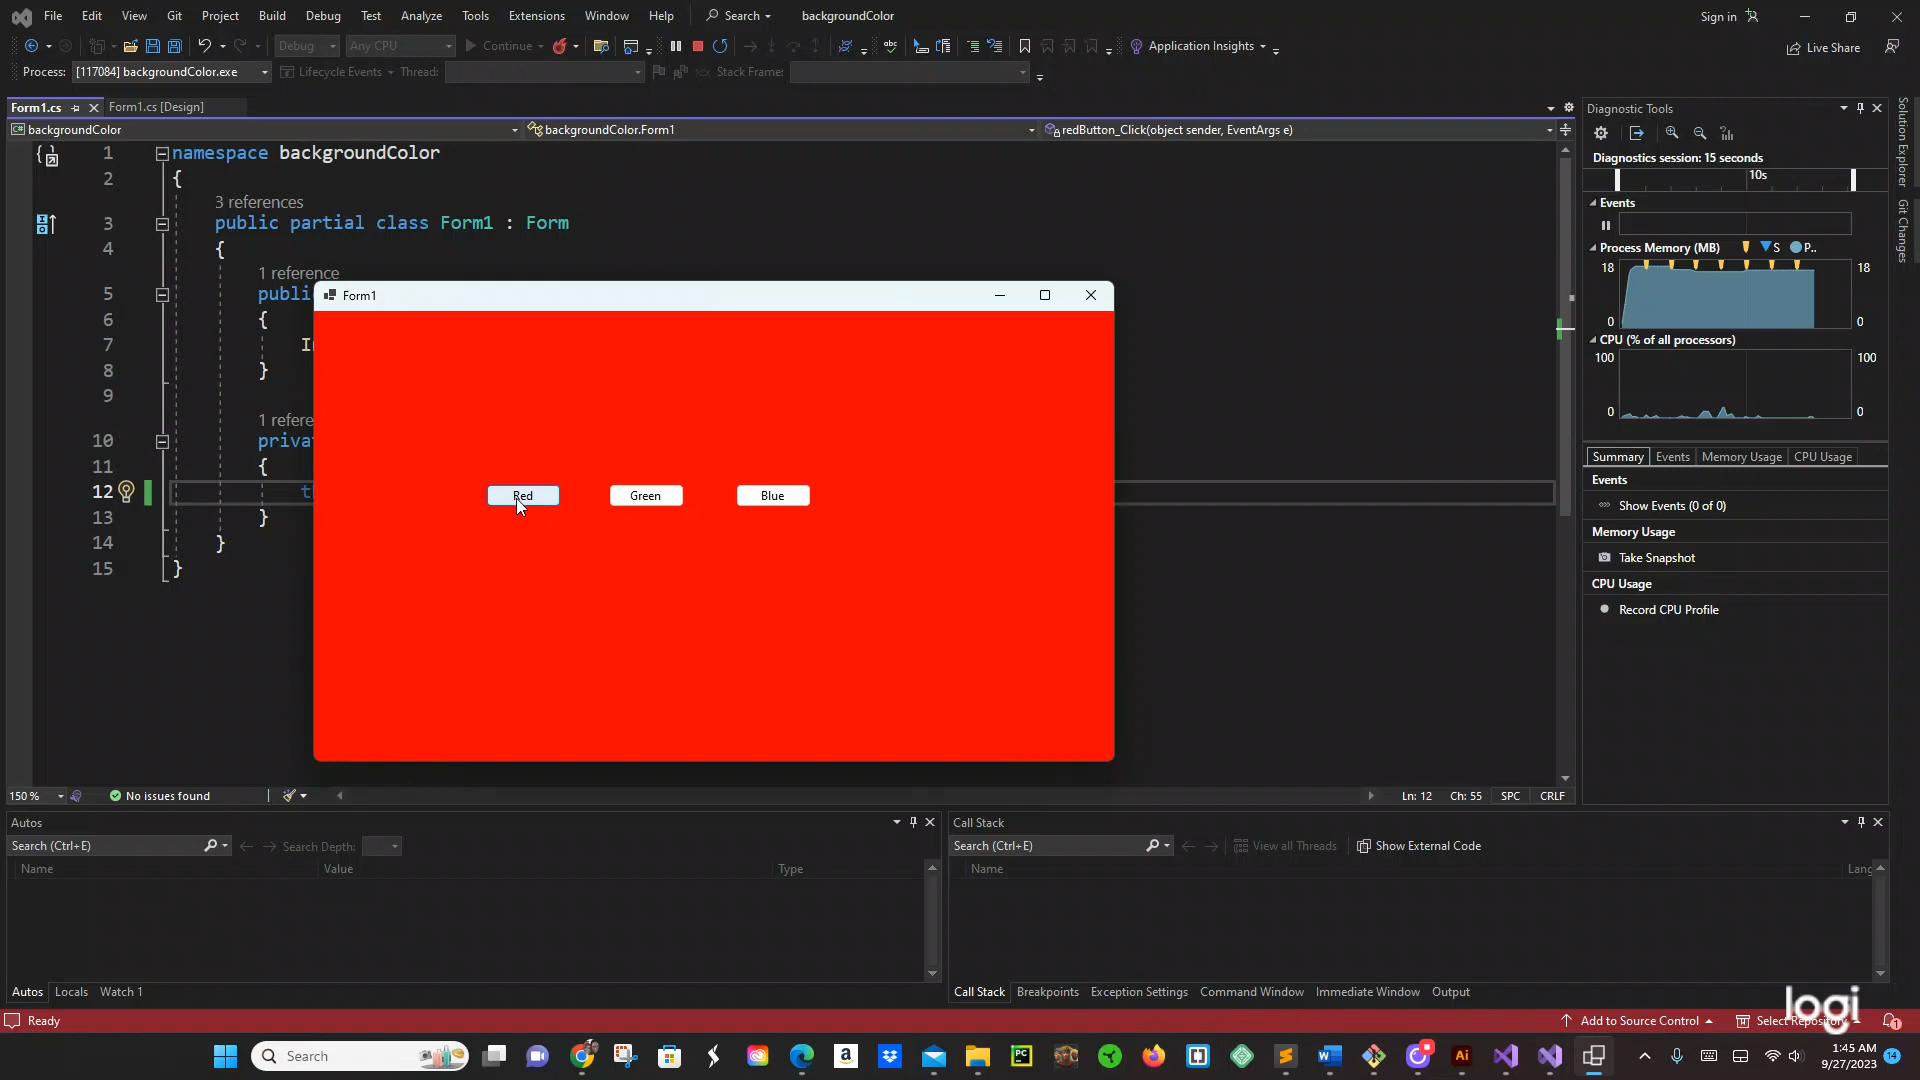 File Edit View Git Project Build Debug Test Analyze Tools Extensions Window Help Search backgroundColor Sign in
Debug Any CPU Continue Application Insights Live Share
Process: [117084] backgroundColor.exe Lifecycle Events Thread: Stack Frame:
Form1.cs Form1.cs [Design]
backgroundColor backgroundColor.Form1 redButton_Click(object sender, EventArgs e)
1 namespace backgroundColor
2 {
3 references
3 public partial class Form1 : Form
4 {
1 reference
5 publi
6 {
7 I
8 }
9
1 refere
10 priva
11 {
12 t
13 }
14 }
15 }
Form1
Red Green Blue
150 % No issues found Ln: 12 Ch: 55 SPC CRLF
Diagnostic Tools
Diagnostics session: 15 seconds
10s
Events
Process Memory (MB) S P..
18 18
0 0
CPU (% of all processors)
100 100
0 0
Summary Events Memory Usage CPU Usage
Events
Show Events (0 of 0)
Memory Usage
Take Snapshot
CPU Usage
Record CPU Profile
Solution Explorer
Git Changes
Autos
Search (Ctrl+E) Search Depth:
Name Value Type
Autos Locals Watch 1
Call Stack
Search (Ctrl+E) View all Threads Show External Code
Name Lang
Call Stack Breakpoints Exception Settings Command Window Immediate Window Output
logi
Ready Add to Source Control Select Repository 1
Search PC Ai 1:45 AM 14
9/27/2023